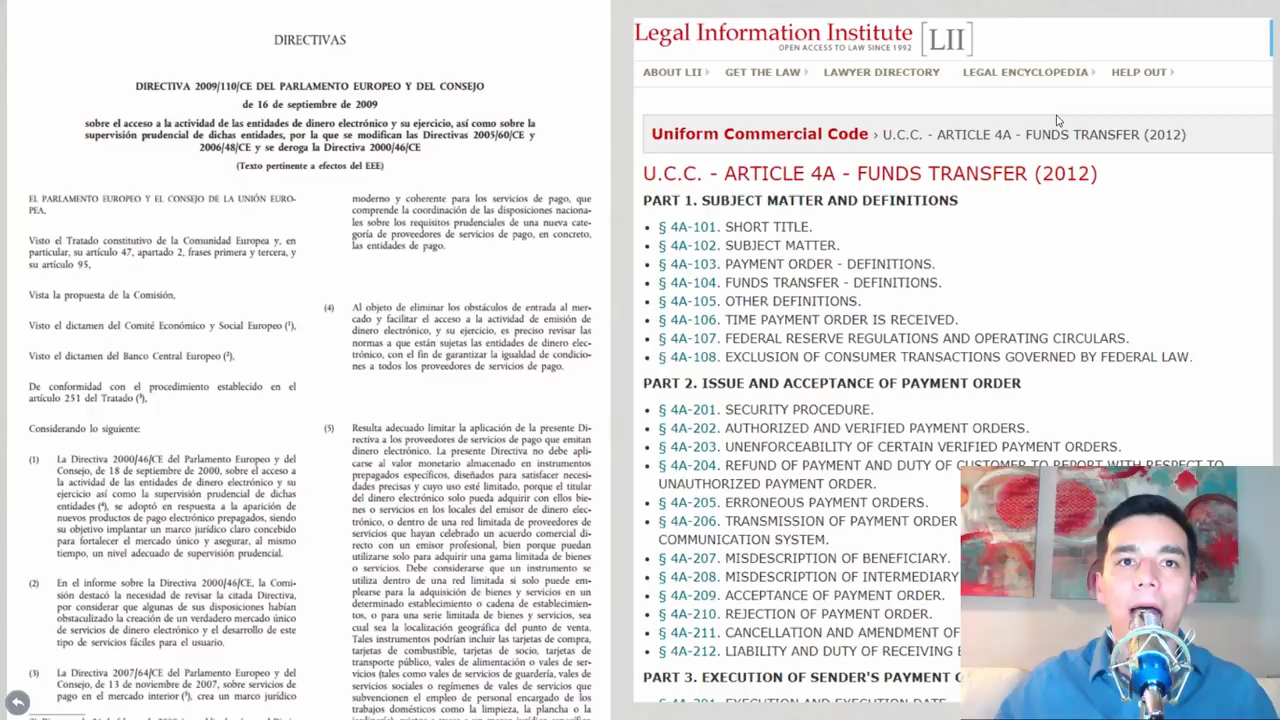 DIRECTIVAS
DIRECTIVA 2009/110/CE DEL PARLAMENTO EUROPEO Y DEL CONSEJO
de 16 de septiembre de 2009
sobre el acceso a la actividad de las entidades de dinero electrónico y su ejercicio, así como sobre la
supervisión prudencial de dichas entidades, por la que se modifican las Directivas 2005/60/CE y
2006/48/CE y se deroga la Directiva 2000/46/CE
(Texto pertinente a efectos del EEE)
EL PARLAMENTO EUROPEO Y EL CONSEJO DE LA UNIÓN EURO-
PEA,
Visto el Tratado constitutivo de la Comunidad Europea y, en
particular, su artículo 47, apartado 2, frases primera y tercera, y
su artículo 95,
Vista la propuesta de la Comisión,
Visto el dictamen del Comité Económico y Social Europeo (1),
Visto el dictamen del Banco Central Europeo (2),
De conformidad con el procedimiento establecido en el
artículo 251 del Tratado (3),
Considerando lo siguiente:
(1) La Directiva 2000/46/CE del Parlamento Europeo y del
Consejo, de 18 de septiembre de 2000, sobre el acceso a
la actividad de las entidades de dinero electrónico y su
ejercicio así como la supervisión prudencial de dichas
entidades (4), se adoptó en respuesta a la aparición de
nuevos productos de pago electrónico prepagados, siendo
su objetivo implantar un marco jurídico claro concebido
para fortalecer el mercado único y asegurar, al mismo
tiempo, un nivel adecuado de supervisión prudencial.
(2) En el informe sobre la Directiva 2000/46/CE, la Comi-
sión destacó la necesidad de revisar la citada Directiva,
por considerar que algunas de sus disposiciones habían
obstaculizado la creación de un verdadero mercado único
de servicios de dinero electrónico y el desarrollo de este
tipo de servicios fáciles para el usuario.
(3) La Directiva 2007/64/CE del Parlamento Europeo y del
Consejo, de 13 de noviembre de 2007, sobre servicios de
pago en el mercado interior (5), crea un marco jurídico
moderno y coherente para los servicios de pago, que
comprende la coordinación de las disposiciones naciona-
les sobre los requisitos prudenciales de una nueva cate-
goría de proveedores de servicios de pago, en concreto,
las entidades de pago.
(4) Al objeto de eliminar los obstáculos de entrada al mer-
cado y facilitar el acceso a la actividad de emisión de
dinero electrónico, y su ejercicio, es preciso revisar las
normas a que están sujetas las entidades de dinero elec-
trónico, con el fin de garantizar la igualdad de condicio-
nes a todos los proveedores de servicios de pago.
(5) Resulta adecuado limitar la aplicación de la presente Di-
rectiva a los proveedores de servicios de pago que emitan
dinero electrónico. La presente Directiva no debe apli-
carse al valor monetario almacenado en instrumentos
prepagados específicos, diseñados para satisfacer necesi-
dades precisas y cuyo uso esté limitado, porque el titular
del dinero electrónico solo pueda adquirir con ellos bie-
nes o servicios en los locales del emisor de dinero elec-
trónico, o dentro de una red limitada de proveedores de
servicios que hayan celebrado un acuerdo comercial di-
recto con un emisor profesional, bien porque puedan
utilizarse solo para adquirir una gama limitada de bienes
o servicios. Debe considerarse que un instrumento se
utiliza dentro de una red limitada si solo puede em-
plearse para la adquisición de bienes y servicios en un
determinado establecimiento o cadena de establecimien-
tos, o para una serie limitada de bienes y servicios, sea
cual sea la localización geográfica del punto de venta.
Tales instrumentos podrían incluir las tarjetas de compra,
tarjetas de combustible, tarjetas de socio, tarjetas de
transporte público, vales de alimentación o vales de ser-
vicios (tales como vales de servicios de guardería, vales de
servicios sociales o regímenes de vales de servicios que
subvencionen el empleo de personal encargado de los
trabajos domésticos como la limpieza, la plancha o la
Legal Information Institute [LII]
OPEN ACCESS TO LAW SINCE 1992
ABOUT LII GET THE LAW LAWYER DIRECTORY LEGAL ENCYCLOPEDIA HELP OUT
Uniform Commercial Code › U.C.C. - ARTICLE 4A - FUNDS TRANSFER (2012)
U.C.C. - ARTICLE 4A - FUNDS TRANSFER (2012)
PART 1. SUBJECT MATTER AND DEFINITIONS
• § 4A-101. SHORT TITLE.
• § 4A-102. SUBJECT MATTER.
• § 4A-103. PAYMENT ORDER - DEFINITIONS.
• § 4A-104. FUNDS TRANSFER - DEFINITIONS.
• § 4A-105. OTHER DEFINITIONS.
• § 4A-106. TIME PAYMENT ORDER IS RECEIVED.
• § 4A-107. FEDERAL RESERVE REGULATIONS AND OPERATING CIRCULARS.
• § 4A-108. EXCLUSION OF CONSUMER TRANSACTIONS GOVERNED BY FEDERAL LAW.
PART 2. ISSUE AND ACCEPTANCE OF PAYMENT ORDER
• § 4A-201. SECURITY PROCEDURE.
• § 4A-202. AUTHORIZED AND VERIFIED PAYMENT ORDERS.
• § 4A-203. UNENFORCEABILITY OF CERTAIN VERIFIED PAYMENT ORDERS.
• § 4A-204. REFUND OF PAYMENT AND DUTY OF CUSTOMER TO REPORT WITH RESPECT TO
UNAUTHORIZED PAYMENT ORDER.
• § 4A-205. ERRONEOUS PAYMENT ORDERS.
• § 4A-206. TRANSMISSION OF PAYMENT ORDER
COMMUNICATION SYSTEM.
• § 4A-207. MISDESCRIPTION OF BENEFICIARY.
• § 4A-208. MISDESCRIPTION OF INTERMEDIARY
• § 4A-209. ACCEPTANCE OF PAYMENT ORDER.
• § 4A-210. REJECTION OF PAYMENT ORDER.
• § 4A-211. CANCELLATION AND AMENDMENT OF
• § 4A-212. LIABILITY AND DUTY OF RECEIVING
PART 3. EXECUTION OF SENDER'S PAYMENT